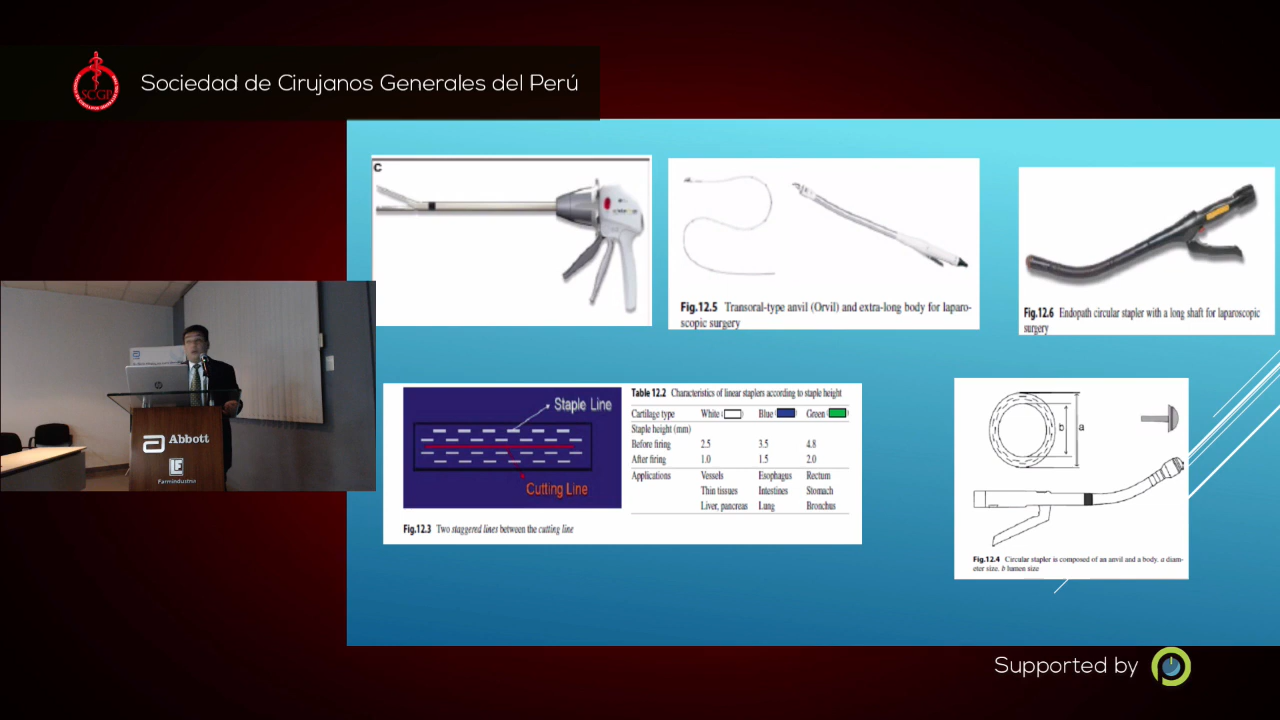 Sociedad de Cirujanos Generales del Perú
SCGP
C
Fig.12.5 Transoral-type anvil (Orvil) and extra-long body for laparo-
scopic surgery
Fig.12.6 Endopath circular stapler with a long shaft for laparoscopic
surgery
Staple Line
Cutting Line
Fig.12.3 Two staggered lines between the cutting line
Table 12.2 Characteristics of linear staplers according to staple height
Cartilage type White ( ) Blue ( ) Green ( )
Staple height (mm)
Before firing 2.5 3.5 4.8
After firing 1.0 1.5 2.0
Applications Vessels Esophagus Rectum
Thin tissues Intestines Stomach
Liver, pancreas Lung Bronchus
b a
Fig.12.4 Circular stapler is composed of an anvil and a body. a diam-
eter size. b lumen size
hp
Abbott
Farmindustria
Supported by